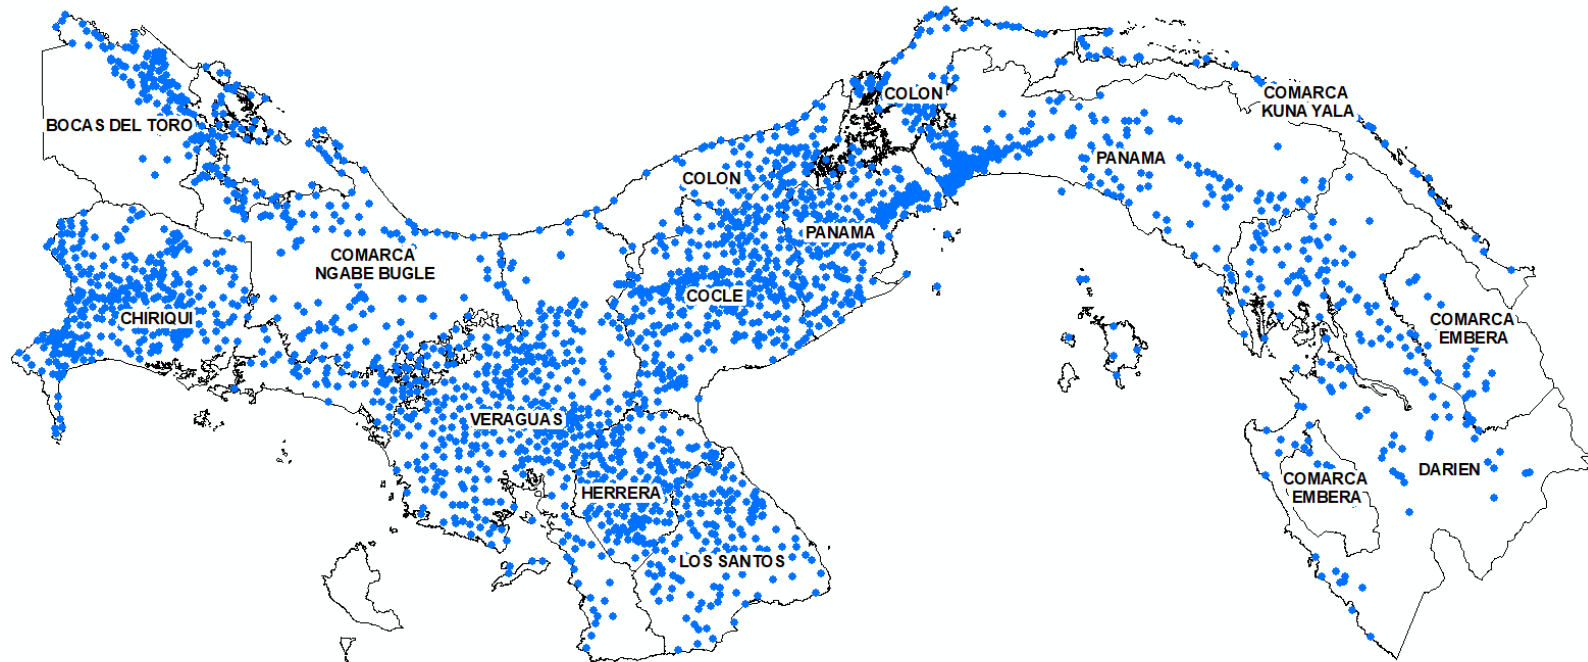 COLON
COMARCA
KUNA YALA
BOCAS DEL TORO
PANAMA
COLON
PANAMA
COMARCA
NGABE BUGLE
COCLE
CHIRIQUI
COMARCA
EMBERA
VERAGUAS
DARIEN
COMARCA
EMBERA
HERRERA
LOS SANTOS